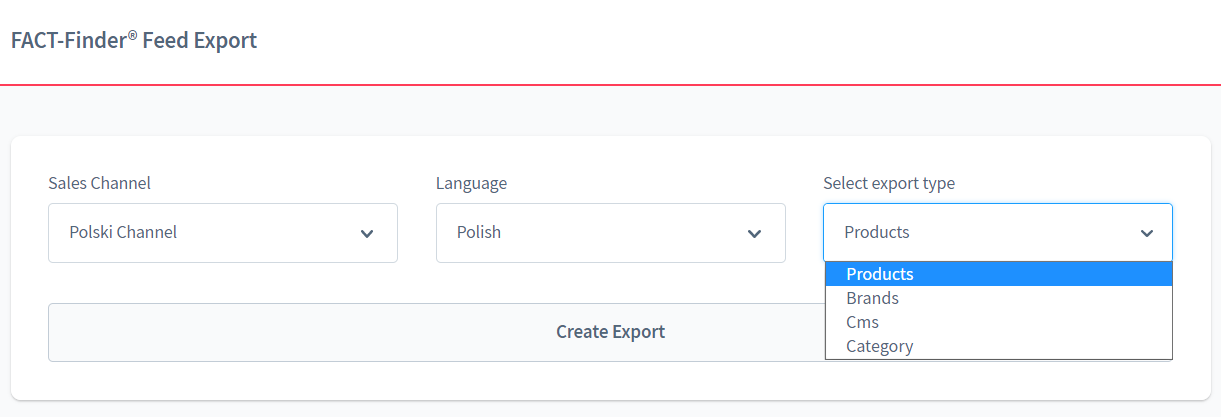 FACT-Finder® Feed Export
Sales Channel
Language
Select export type
Polski Channel
Polish
Products
Products
Brands
Cms
Category
Create Export